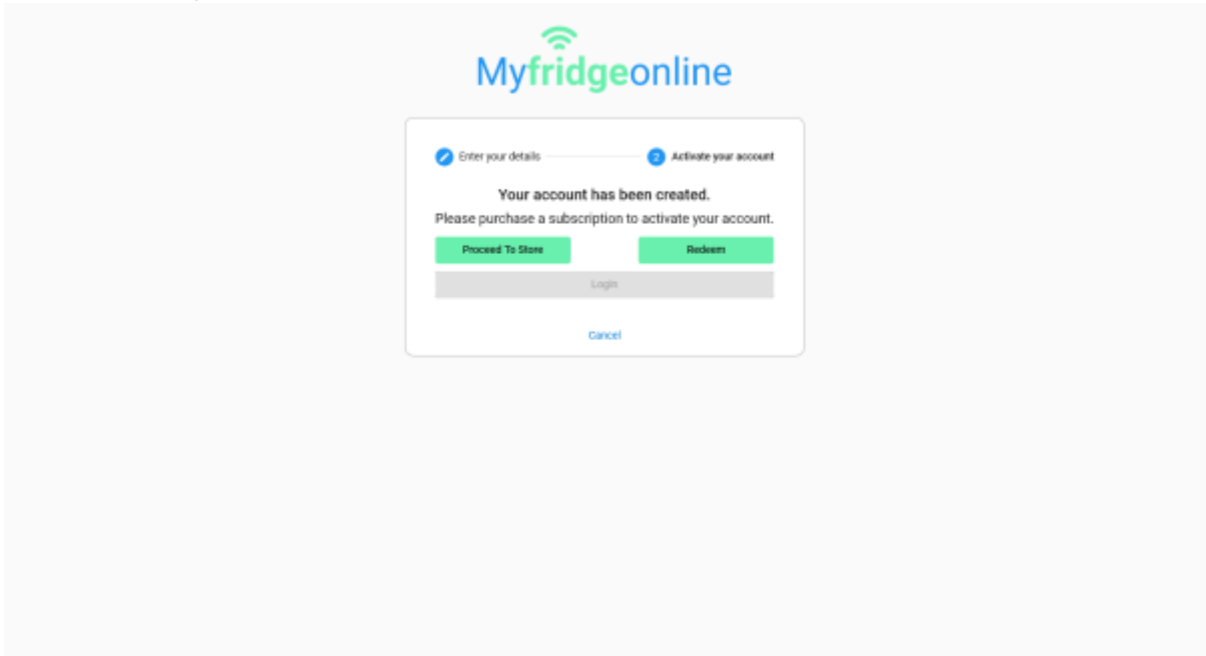 Myfridgeonline
Enter your details
2 Activate your account
Your account has been created.
Please purchase a subscription to activate your account.
Proceed To Store
Redeem
Login
Cancel